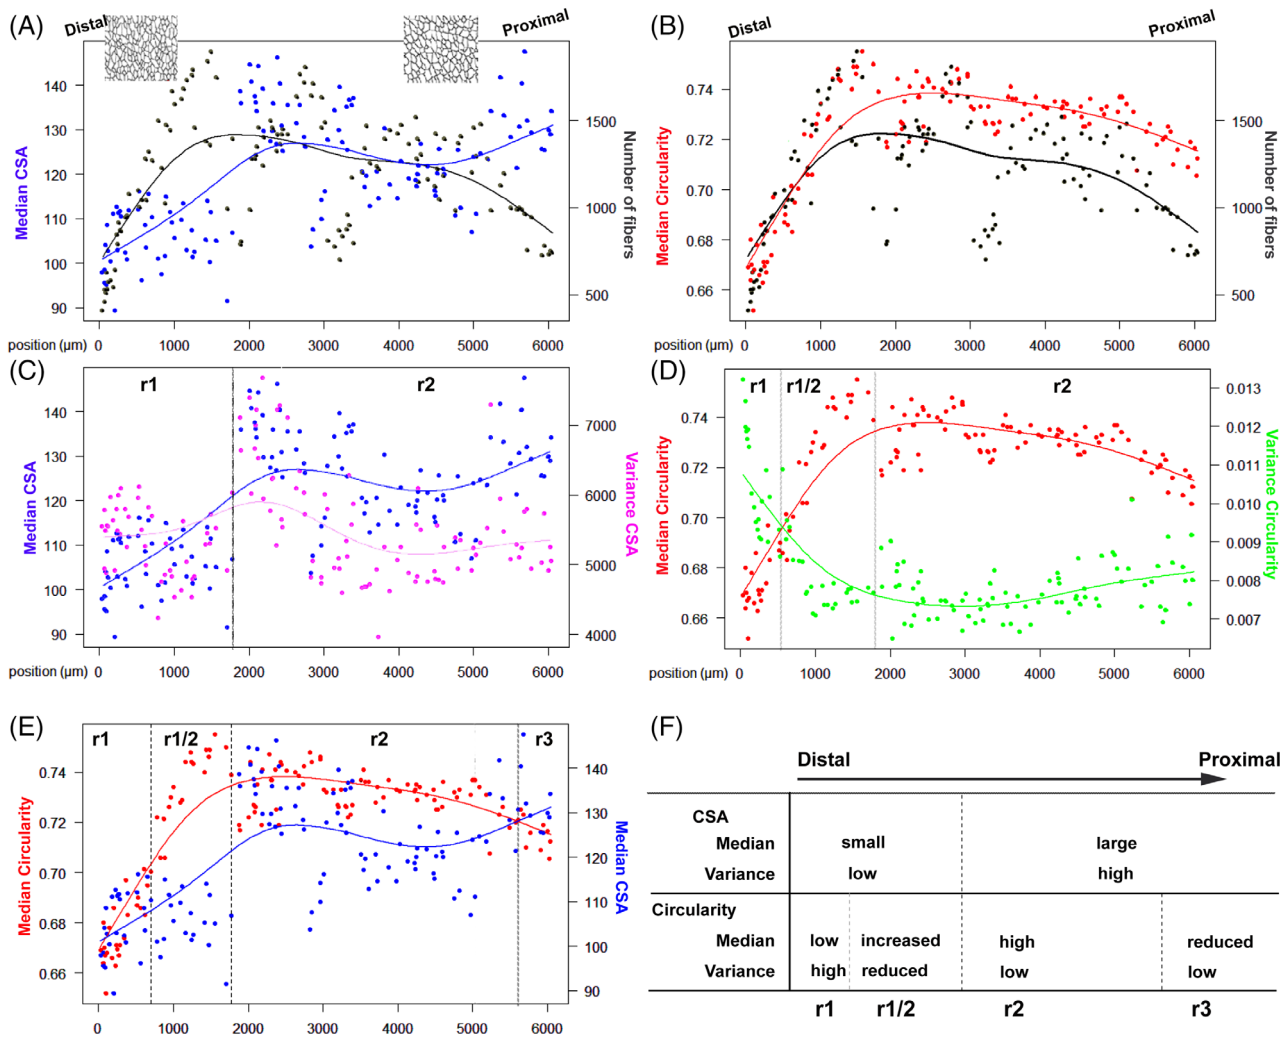 (A)
Distal
Proximal
140
130
120
110
100
90
Median CSA
1500
1000
500
Number of fibers
position (µm)
0 1000 2000 3000 4000 5000 6000
(B)
Distal
Proximal
0.74
0.72
0.70
0.68
0.66
Median Circularity
1500
1000
500
Number of fibers
position (µm)
0 1000 2000 3000 4000 5000 6000
(C)
r1 r2
140
130
120
110
100
90
Median CSA
7000
6000
5000
4000
Variance CSA
position (µm)
0 1000 2000 3000 4000 5000 6000
(D)
r1 r1/2 r2
0.74
0.72
0.70
0.68
0.66
Median Circularity
0.013
0.012
0.011
0.010
0.009
0.008
0.007
Variance Circularity
position (µm)
0 1000 2000 3000 4000 5000 6000
(E)
r1 r1/2 r2 r3
0.74
0.72
0.70
0.68
0.66
Median Circularity
140
130
120
110
100
90
Median CSA
0 1000 2000 3000 4000 5000 6000
(F)
Distal Proximal
CSA
Median small large
Variance low high
Circularity
Median low increased high reduced
Variance high reduced low low
r1 r1/2 r2 r3